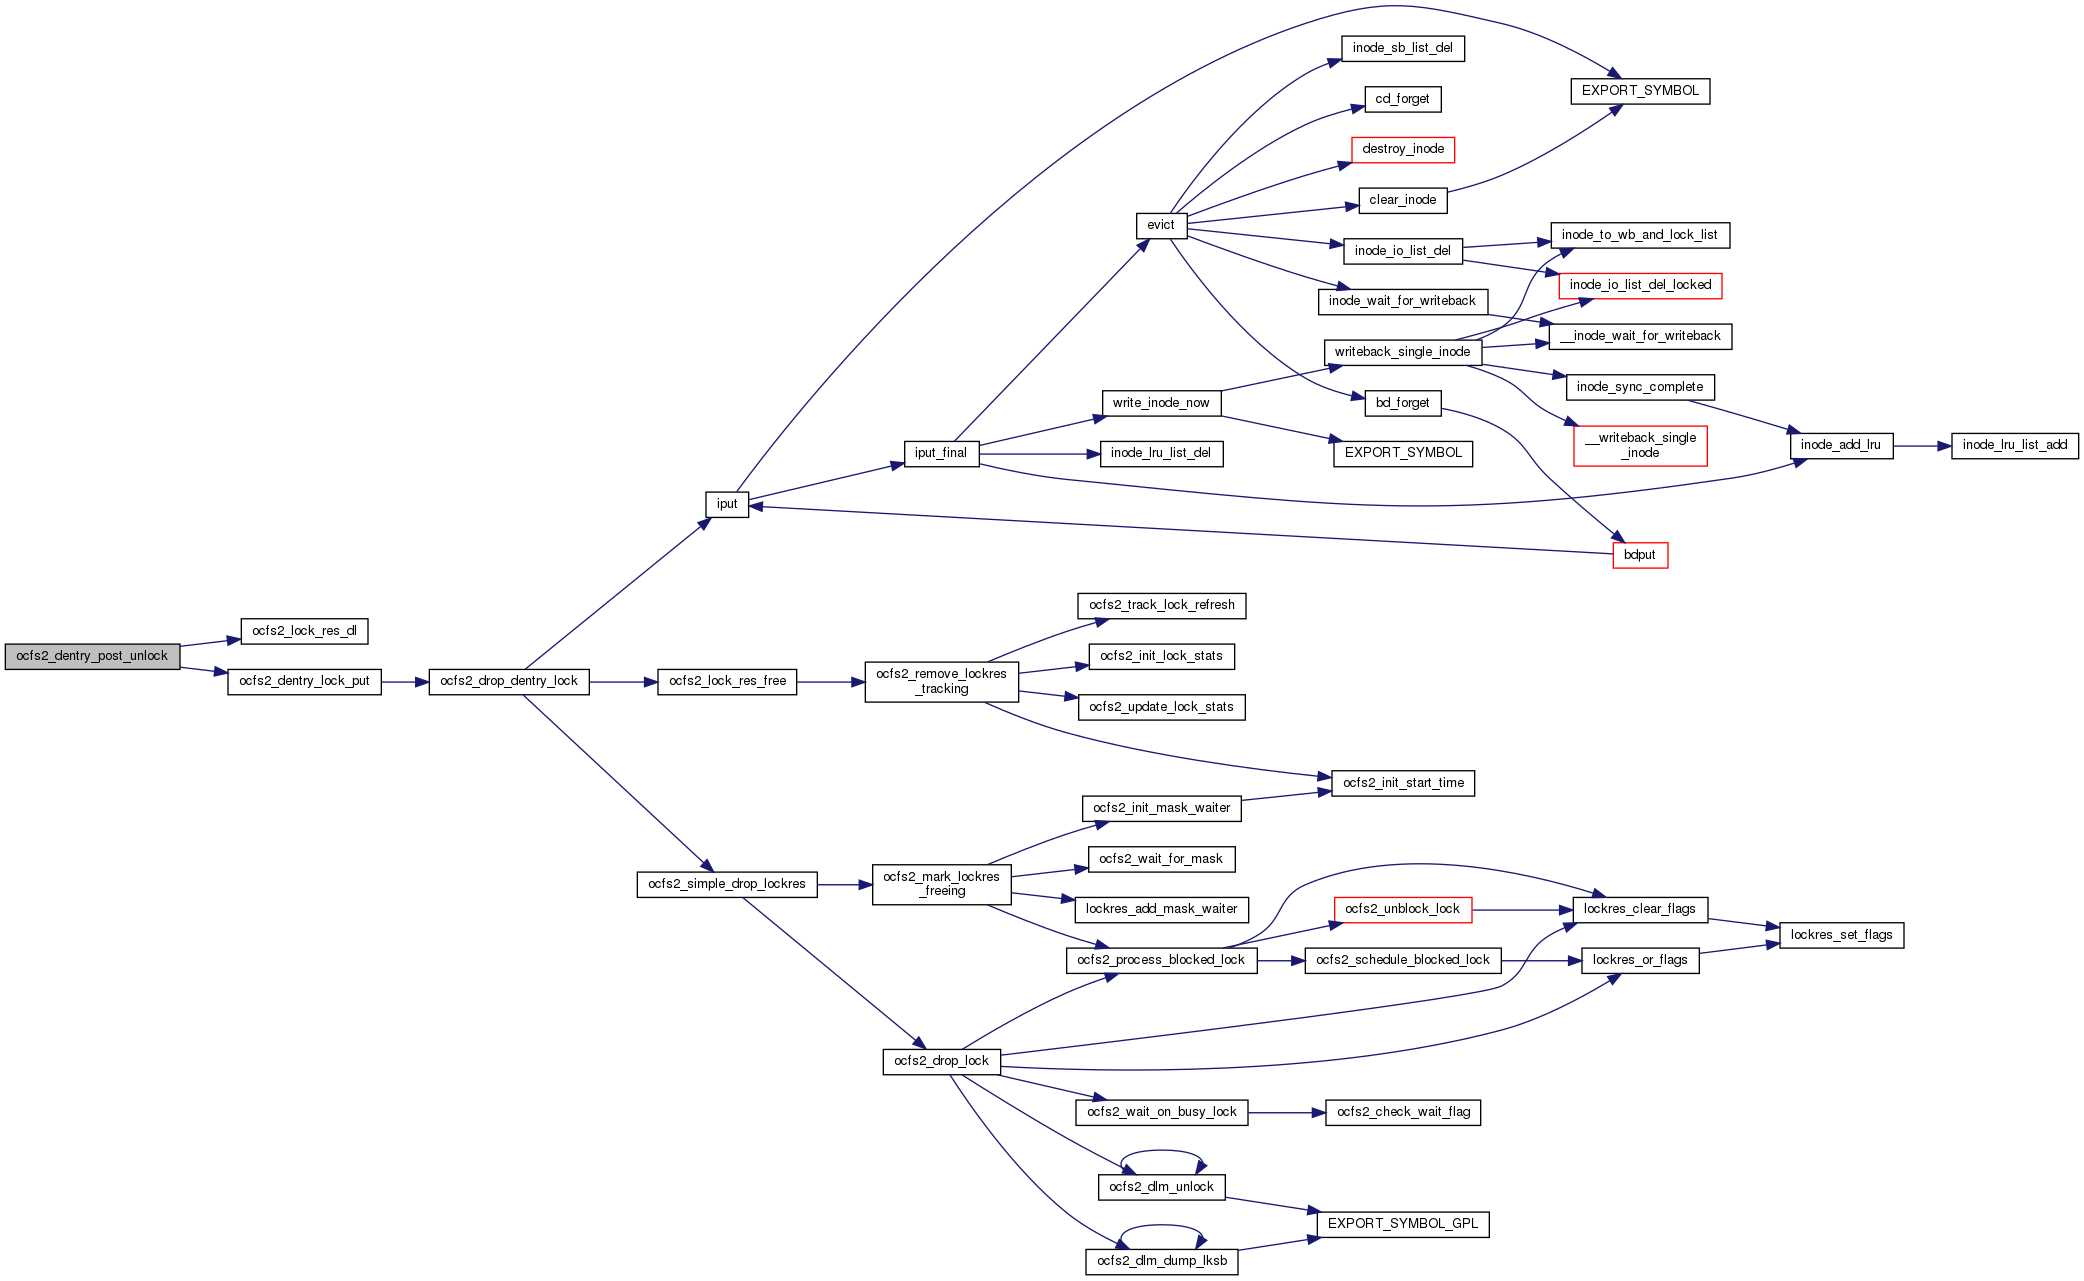 inode_sb_list_del
EXPORT_SYMBOL
cd_forget
destroy_inode
clear_inode
evict
inode_to_wb_and_lock_list
inode_io_list_del
inode_io_list_del_locked
inode_wait_for_writeback
__inode_wait_for_writeback
writeback_single_inode
inode_sync_complete
write_inode_now
bd_forget
__writeback_single
_inode
inode_add_lru
inode_lru_list_add
iput_final
inode_lru_list_del
EXPORT_SYMBOL
iput
bdput
ocfs2_track_lock_refresh
ocfs2_lock_res_dl
ocfs2_dentry_post_unlock
ocfs2_init_lock_stats
ocfs2_dentry_lock_put
ocfs2_drop_dentry_lock
ocfs2_lock_res_free
ocfs2_remove_lockres
_tracking
ocfs2_update_lock_stats
ocfs2_init_start_time
ocfs2_init_mask_waiter
ocfs2_wait_for_mask
ocfs2_simple_drop_lockres
ocfs2_mark_lockres
_freeing
lockres_add_mask_waiter
ocfs2_unblock_lock
lockres_clear_flags
lockres_set_flags
ocfs2_process_blocked_lock
ocfs2_schedule_blocked_lock
lockres_or_flags
ocfs2_drop_lock
ocfs2_wait_on_busy_lock
ocfs2_check_wait_flag
ocfs2_dlm_unlock
EXPORT_SYMBOL_GPL
ocfs2_dlm_dump_lksb